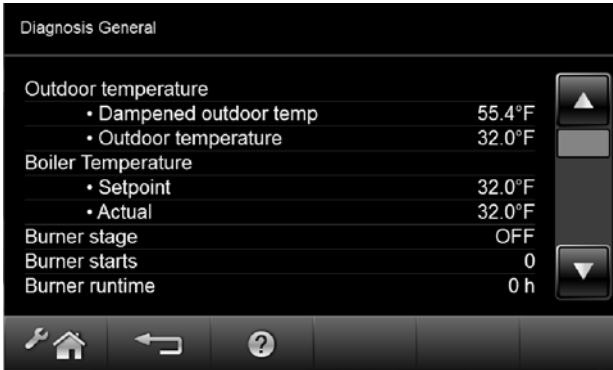 Diagnosis General
Outdoor temperature
• Dampened outdoor temp 55.4°F
• Outdoor temperature 32.0°F
Boiler Temperature
• Setpoint 32.0°F
• Actual 32.0°F
Burner stage OFF
Burner starts 0
Burner runtime 0 h
?